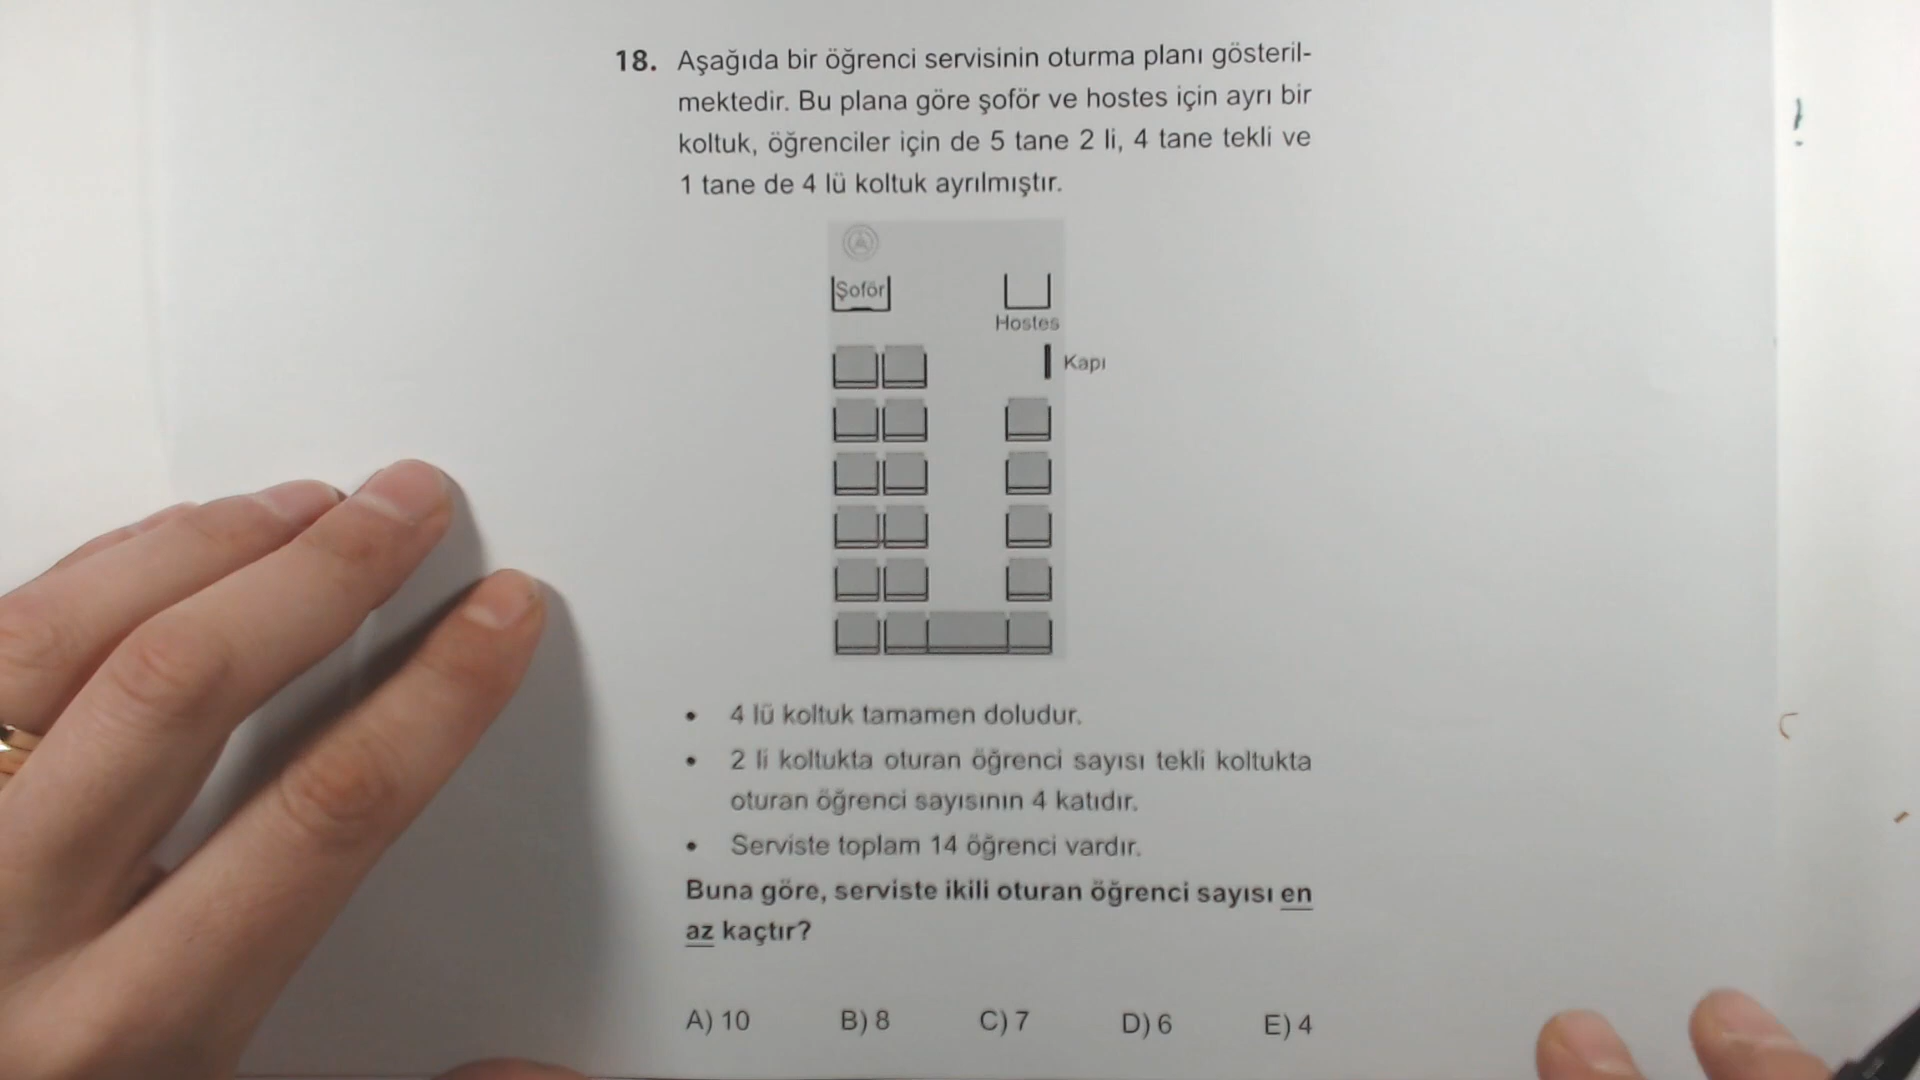 18. Aşağıda bir öğrenci servisinin oturma planı gösteril-
mektedir. Bu plana göre şoför ve hostes için ayrı bir
koltuk, öğrenciler için de 5 tane 2 li, 4 tane tekli ve
1 tane de 4 lü koltuk ayrılmıştır.
Şoför
Hostes
Kapı
• 4 lü koltuk tamamen doludur.
• 2 li koltukta oturan öğrenci sayısı tekli koltukta
oturan öğrenci sayısının 4 katıdır.
• Serviste toplam 14 öğrenci vardır.
Buna göre, serviste ikili oturan öğrenci sayısı en
az kaçtır?
A) 10 B) 8 C) 7 D) 6 E) 4